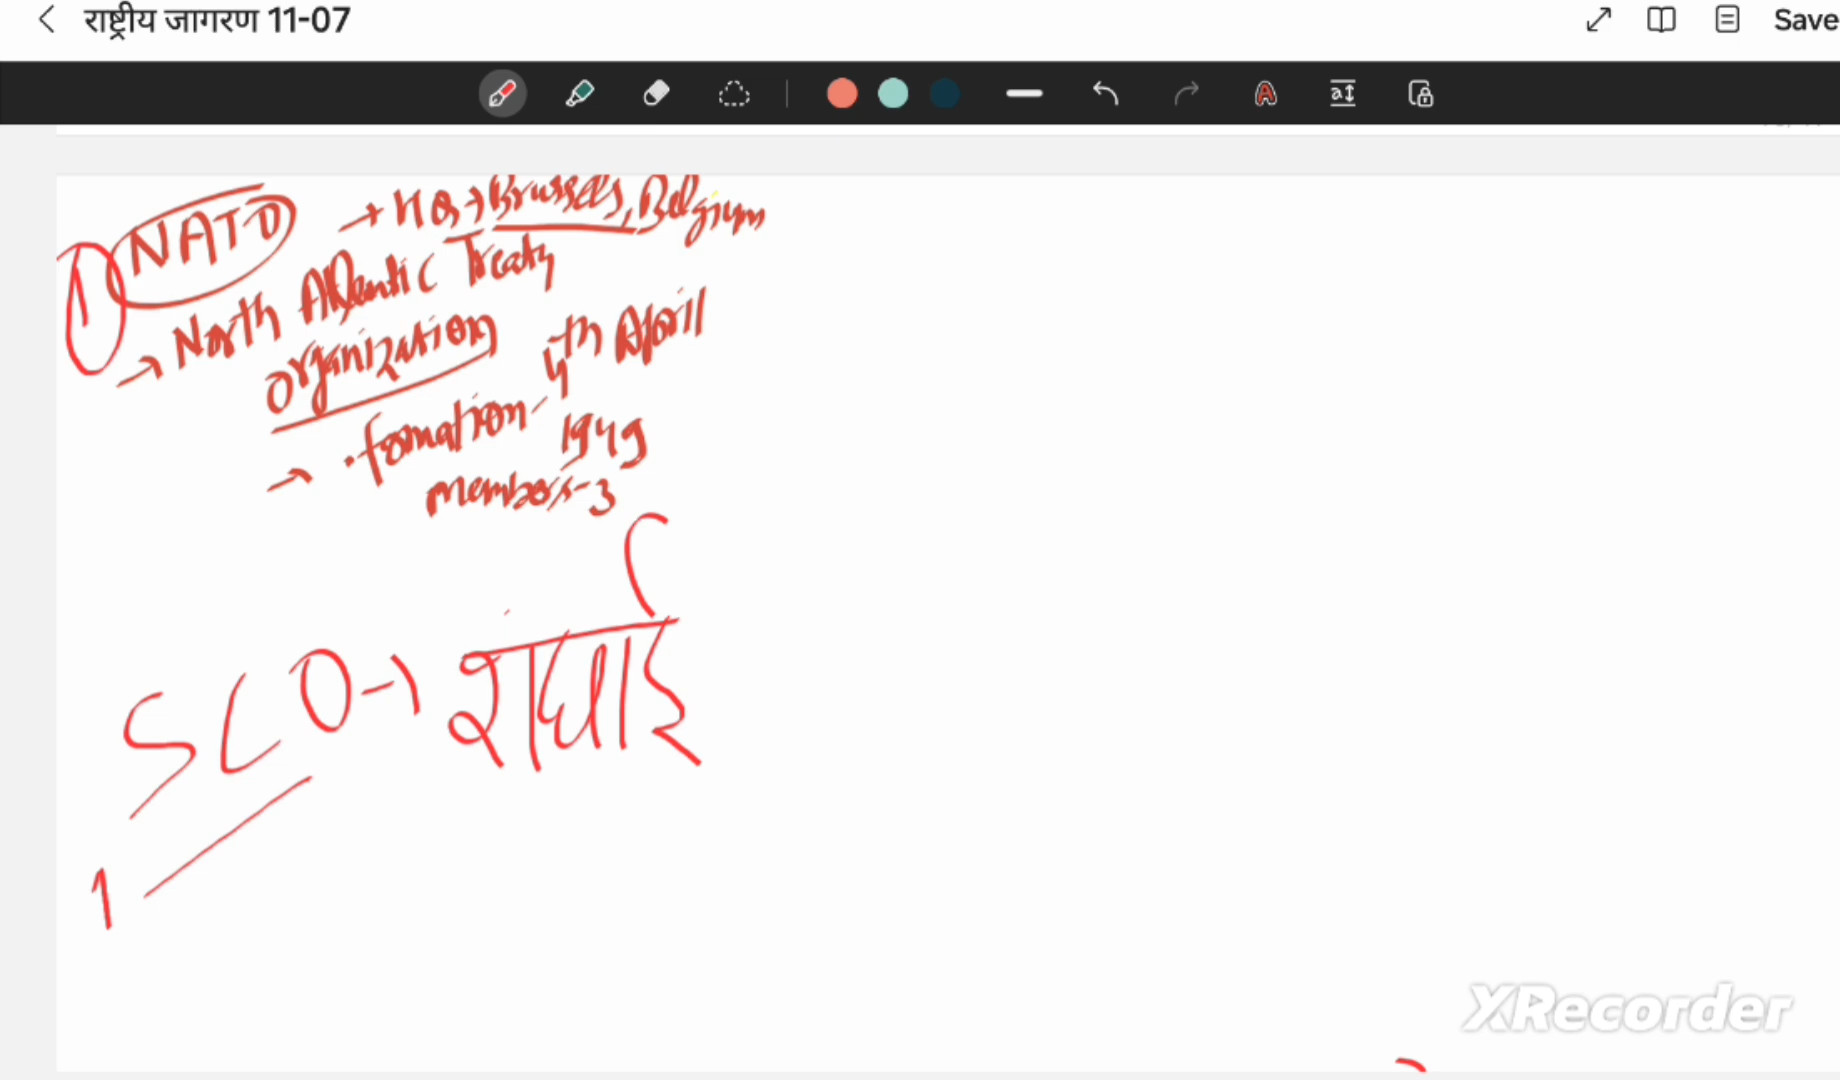 राष्ट्रीय जागरण 11-07
Save
① NATO → HQ → Brussels, Belgium
→ North Atlantic Treaty
organization
→ . formation - 4th April
1949
members - 3
SCO →
1
XRecorder